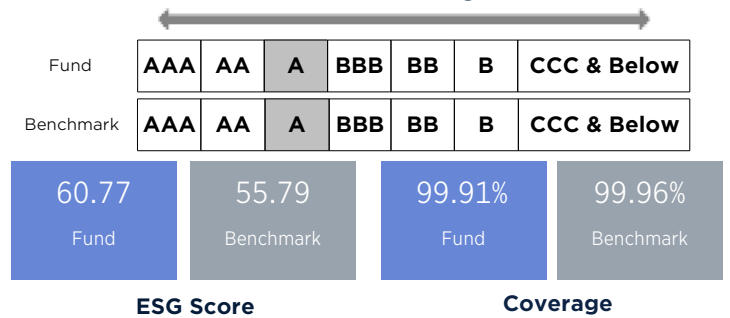 Fund AAA AA A BBB BB B CCC & Below
Benchmark AAA AA A BBB BB B CCC & Below
60.77 55.79 99.91% 99.96%
Fund Benchmark Fund Benchmark
ESG Score Coverage